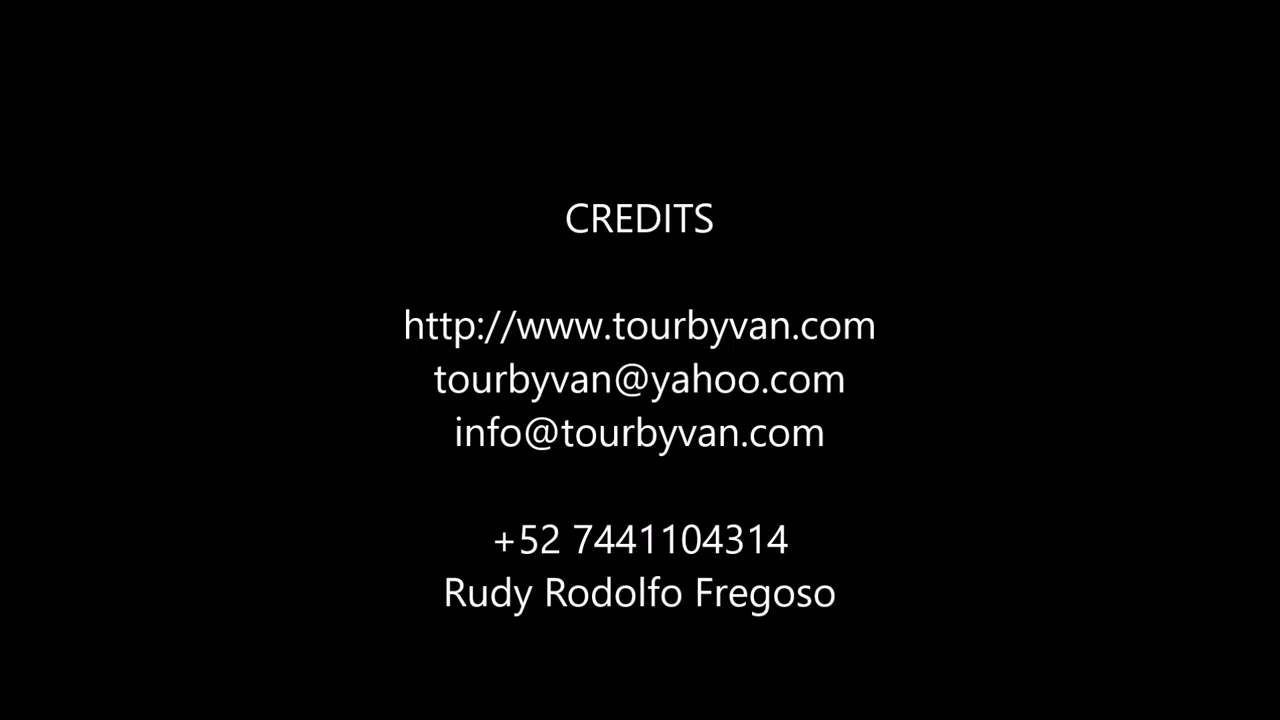 CREDITS
http://www.tourbyvan.com
tourbyvan@yahoo.com
info@tourbyvan.com
+52 7441104314
Rudy Rodolfo Fregoso